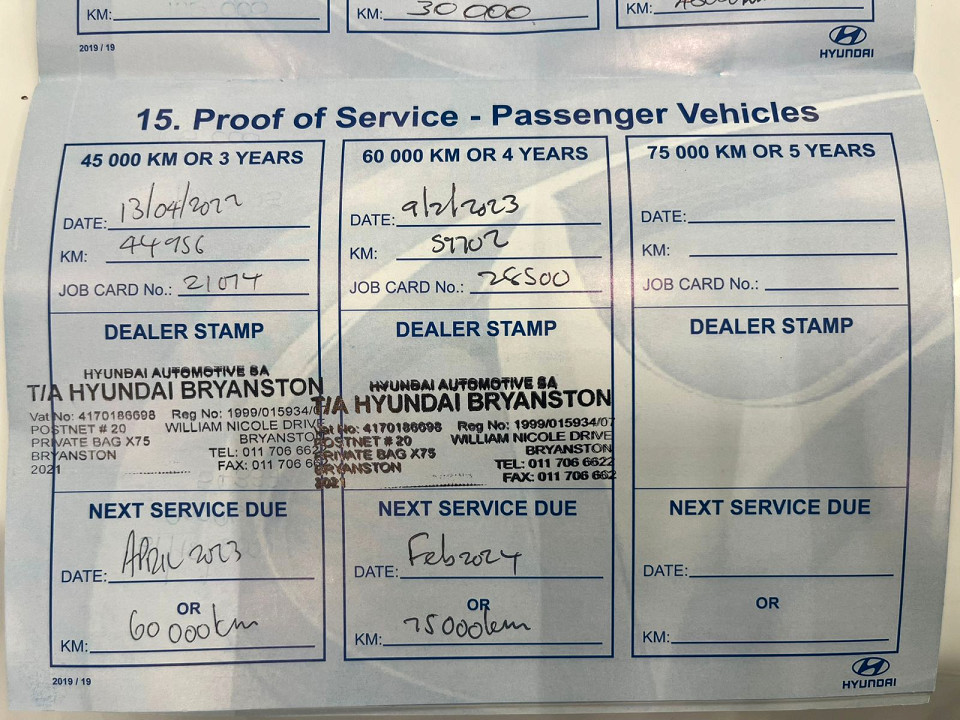 KM:
KM: 30 000
KM:
2019 / 19
HYUNDAI
15. Proof of Service - Passenger Vehicles
45 000 KM OR 3 YEARS
DATE: 13/04/2022
KM: 44956
JOB CARD No.: 21074
DEALER STAMP
HYUNDAI AUTOMOTIVE SA
T/A HYUNDAI BRYANSTON
Vat No: 4170186698 Reg No: 1999/015934/07
POSTNET # 20 WILLIAM NICOLE DRIVE
PRIVATE BAG X75 BRYANSTON
BRYANSTON TEL: 011 706 662
2021 FAX: 011 706 66
NEXT SERVICE DUE
DATE: APRIL 2023
OR
KM: 60 000km
60 000 KM OR 4 YEARS
DATE: 9/2/2023
KM: 59702
JOB CARD No.: 28500
DEALER STAMP
HYUNDAI AUTOMOTIVE SA
T/A HYUNDAI BRYANSTON
Vat No: 4170186698 Reg No: 1999/015934/07
POSTNET # 20 WILLIAM NICOLE DRIVE
PRIVATE BAG X75 BRYANSTON
BRYANSTON TEL: 011 706 6622
2021 FAX: 011 706 662
NEXT SERVICE DUE
DATE: Feb 2024
OR
KM: 75000km
75 000 KM OR 5 YEARS
DATE:
KM:
JOB CARD No.:
DEALER STAMP
NEXT SERVICE DUE
DATE:
OR
KM:
2019 / 19
HYUNDAI